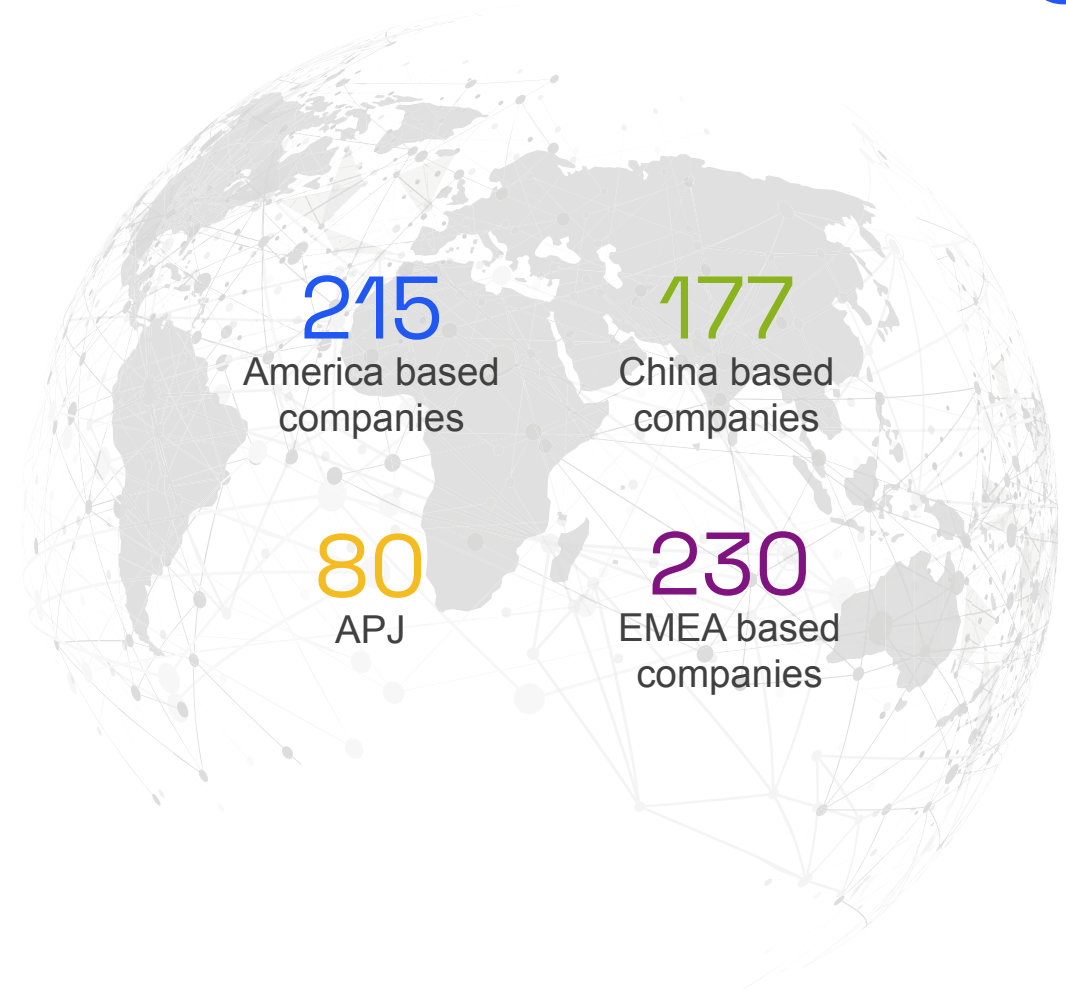 215
America based
companies
177
China based
companies
80
APJ
230
EMEA based
companies